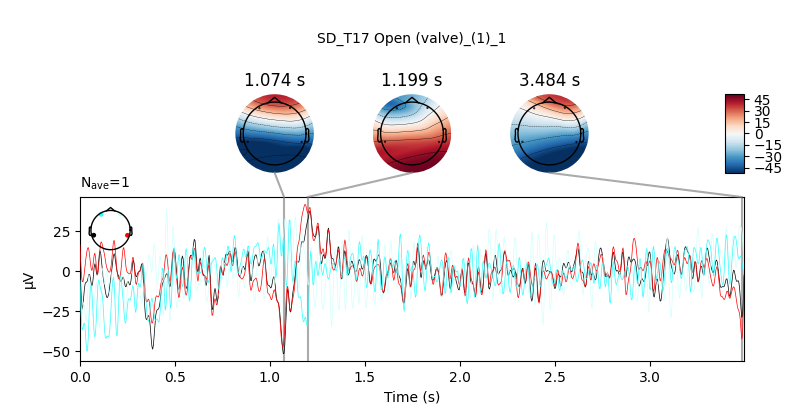 SD_T17 Open (valve)_(1)_1
1.074 s 1.199 s 3.484 s
45
30
15
0
−15
−30
−45
Nave=1
25
0
−25
−50
µV
0.0 0.5 1.0 1.5 2.0 2.5 3.0
Time (s)